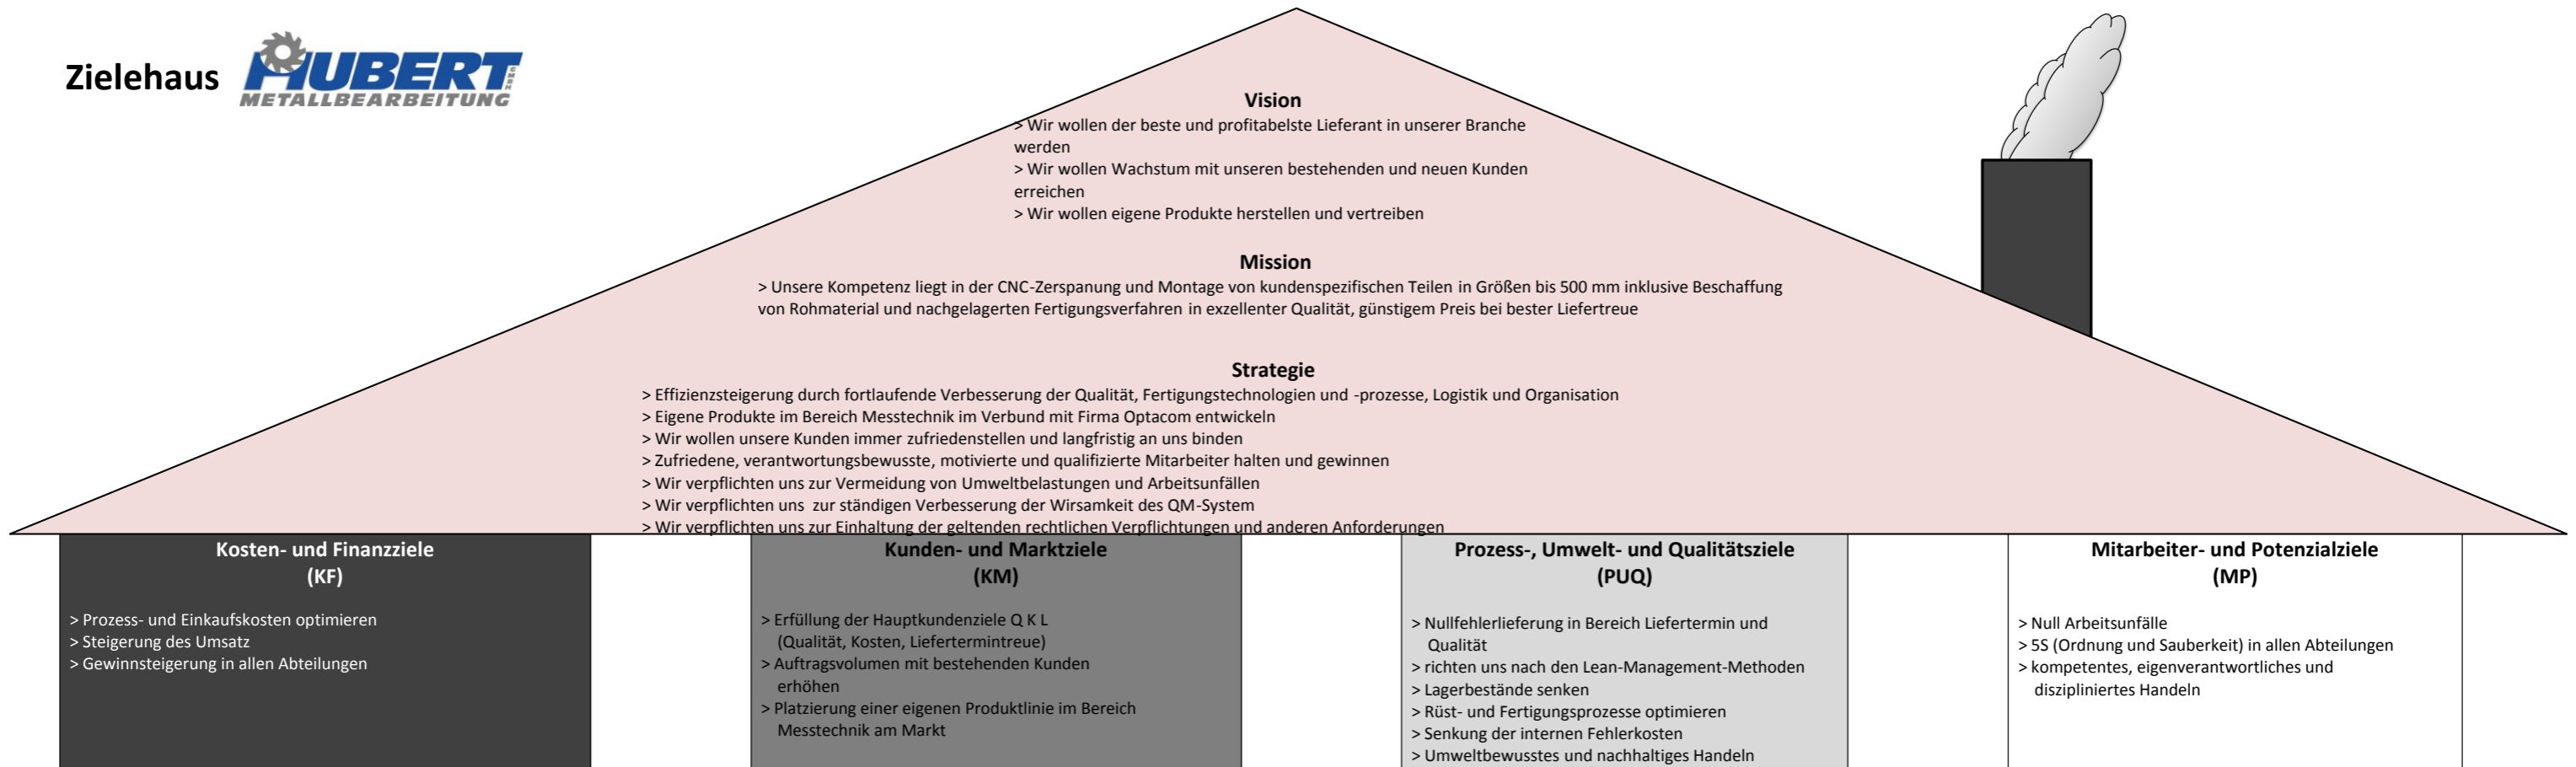 Zielehaus
HUBERT GMBH
METALLBEARBEITUNG
Vision
> Wir wollen der beste und profitabelste Lieferant in unserer Branche
werden
> Wir wollen Wachstum mit unseren bestehenden und neuen Kunden
erreichen
> Wir wollen eigene Produkte herstellen und vertreiben
Mission
> Unsere Kompetenz liegt in der CNC-Zerspanung und Montage von kundenspezifischen Teilen in Größen bis 500 mm inklusive Beschaffung
von Rohmaterial und nachgelagerten Fertigungsverfahren in exzellenter Qualität, günstigem Preis bei bester Liefertreue
Strategie
> Effizienzsteigerung durch fortlaufende Verbesserung der Qualität, Fertigungstechnologien und -prozesse, Logistik und Organisation
> Eigene Produkte im Bereich Messtechnik im Verbund mit Firma Optacom entwickeln
> Wir wollen unsere Kunden immer zufriedenstellen und langfristig an uns binden
> Zufriedene, verantwortungsbewusste, motivierte und qualifizierte Mitarbeiter halten und gewinnen
> Wir verpflichten uns zur Vermeidung von Umweltbelastungen und Arbeitsunfällen
> Wir verpflichten uns  zur ständigen Verbesserung der Wirsamkeit des QM-System
> Wir verpflichten uns zur Einhaltung der geltenden rechtlichen Verpflichtungen und anderen Anforderungen
Kosten- und Finanzziele
(KF)
> Prozess- und Einkaufskosten optimieren
> Steigerung des Umsatz
> Gewinnsteigerung in allen Abteilungen
Kunden- und Marktziele
(KM)
> Erfüllung der Hauptkundenziele Q K L
(Qualität, Kosten, Liefertermintreue)
> Auftragsvolumen mit bestehenden Kunden
erhöhen
> Platzierung einer eigenen Produktlinie im Bereich
Messtechnik am Markt
Prozess-, Umwelt- und Qualitätsziele
(PUQ)
> Nullfehlerlieferung in Bereich Liefertermin und
Qualität
> richten uns nach den Lean-Management-Methoden
> Lagerbestände senken
> Rüst- und Fertigungsprozesse optimieren
> Senkung der internen Fehlerkosten
> Umweltbewusstes und nachhaltiges Handeln
Mitarbeiter- und Potenzialziele
(MP)
> Null Arbeitsunfälle
> 5S (Ordnung und Sauberkeit) in allen Abteilungen
> kompetentes, eigenverantwortliches und
diszipliniertes Handeln